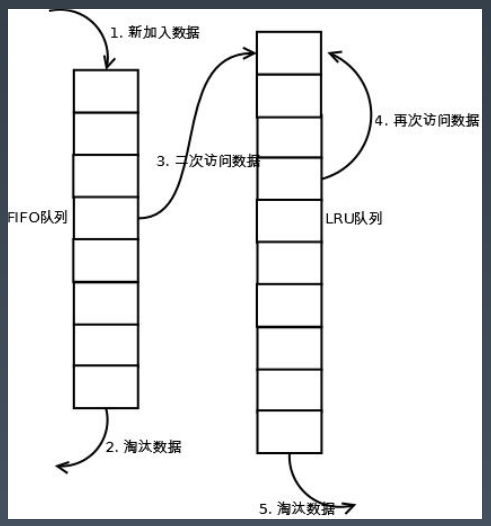 1. 新加入数据
3. 二次访问数据
4. 再次访问数据
FIFO队列
LRU队列
2. 淘汰数据
5. 淘汰数据